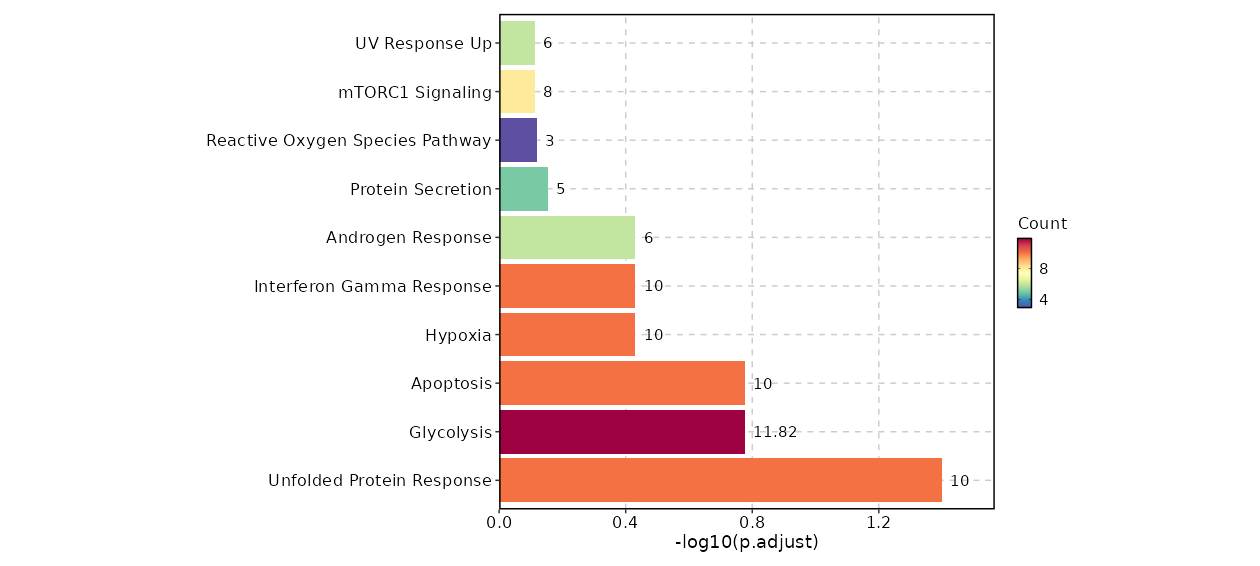 UV Response Up 6
mTORC1 Signaling 8
Reactive Oxygen Species Pathway 3
Protein Secretion 5
Androgen Response 6
Interferon Gamma Response 10
Hypoxia 10
Apoptosis 10
Glycolysis 11.82
Unfolded Protein Response 10
0.0 0.4 0.8 1.2
-log10(p.adjust)
Count
8
4